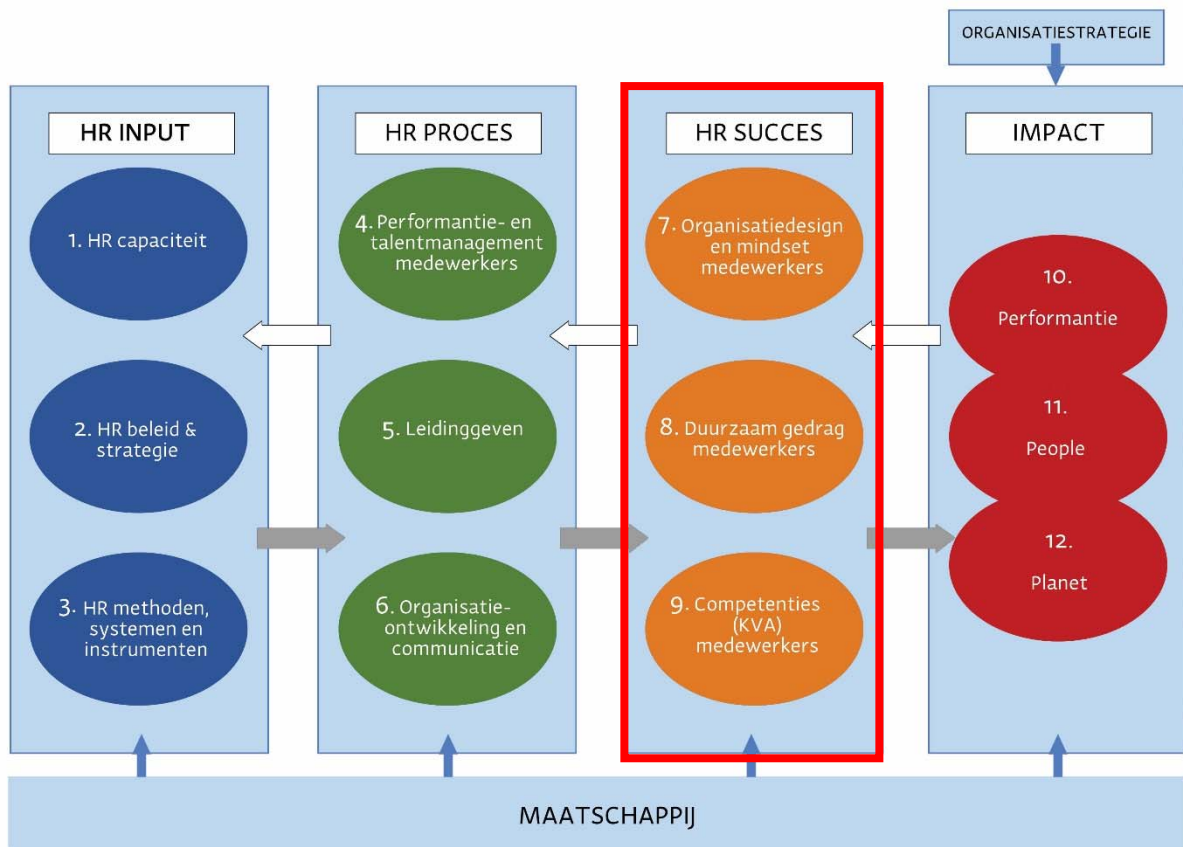 ORGANISATIESTRATEGIE
HR INPUT
1. HR capaciteit
2. HR beleid &
strategie
3. HR methoden,
systemen en
instrumenten
HR PROCES
4. Performantie- en
talentmanagement
medewerkers
5. Leidinggeven
6. Organisatie-
ontwikkeling en
communicatie
HR SUCCES
7. Organisatiedesign
en mindset
medewerkers
8. Duurzaam gedrag
medewerkers
9. Competenties
(KVA)
medewerkers
IMPACT
10.
Performantie
11.
People
12.
Planet
MAATSCHAPPIJ